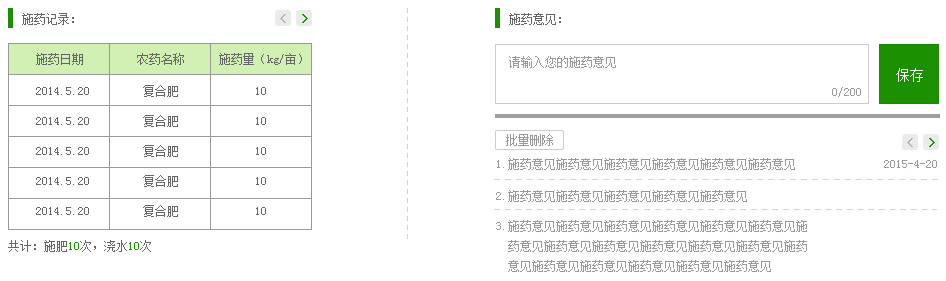 施药记录:
施药日期 农药名称 施药量（kg/亩）
2014.5.20 复合肥 10
2014.5.20 复合肥 10
2014.5.20 复合肥 10
2014.5.20 复合肥 10
2014.5.20 复合肥 10
共计: 施肥10次，浇水10次
施药意见:
请输入您的施药意见
0/200
保存
批量删除
1. 施药意见施药意见施药意见施药意见施药意见施药意见 2015-4-20
2. 施药意见施药意见施药意见施药意见施药意见
3. 施药意见施药意见施药意见施药意见施药意见施药意见施
药意见施药意见施药意见施药意见施药意见施药意见施药
意见施药意见施药意见施药意见施药意见施药意见